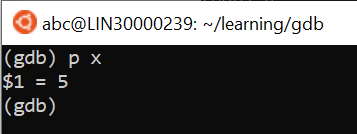 abc@LIN30000239: ~/learning/gdb
(gdb) p x
$1 = 5
(gdb)